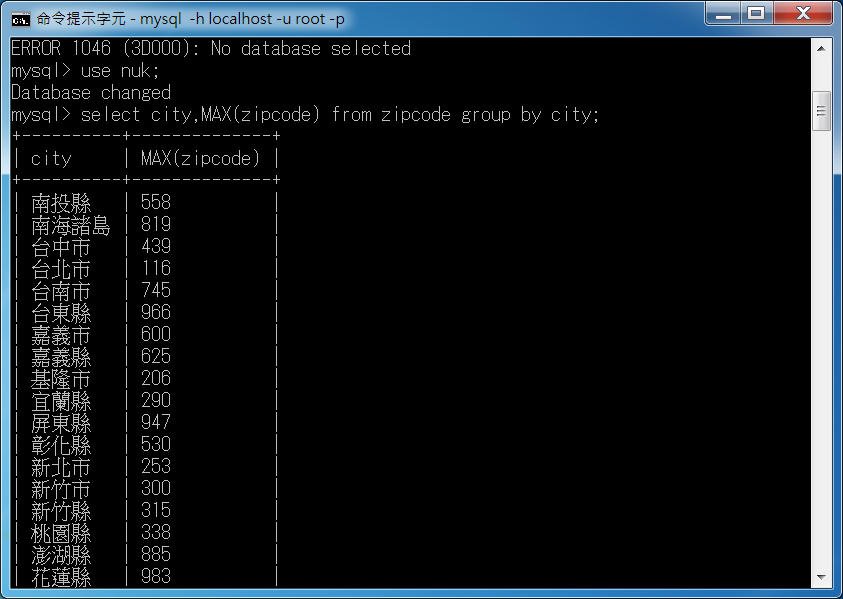 命令提示字元 - mysql  -h localhost -u root -p
ERROR 1046 (3D000): No database selected
mysql> use nuk;
Database changed
mysql> select city,MAX(zipcode) from zipcode group by city;
+----------+--------------+
| city     | MAX(zipcode) |
+----------+--------------+
| 南投縣   | 558          |
| 南海諸島 | 819          |
| 台中市   | 439          |
| 台北市   | 116          |
| 台南市   | 745          |
| 台東縣   | 966          |
| 嘉義市   | 600          |
| 嘉義縣   | 625          |
| 基隆市   | 206          |
| 宜蘭縣   | 290          |
| 屏東縣   | 947          |
| 彰化縣   | 530          |
| 新北市   | 253          |
| 新竹市   | 300          |
| 新竹縣   | 315          |
| 桃園縣   | 338          |
| 澎湖縣   | 885          |
| 花蓮縣   | 983          |